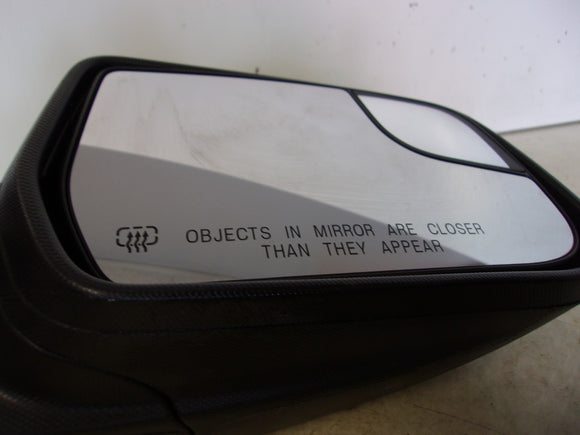 OBJECTS IN MIRROR ARE CLOSER
THAN THEY APPEAR